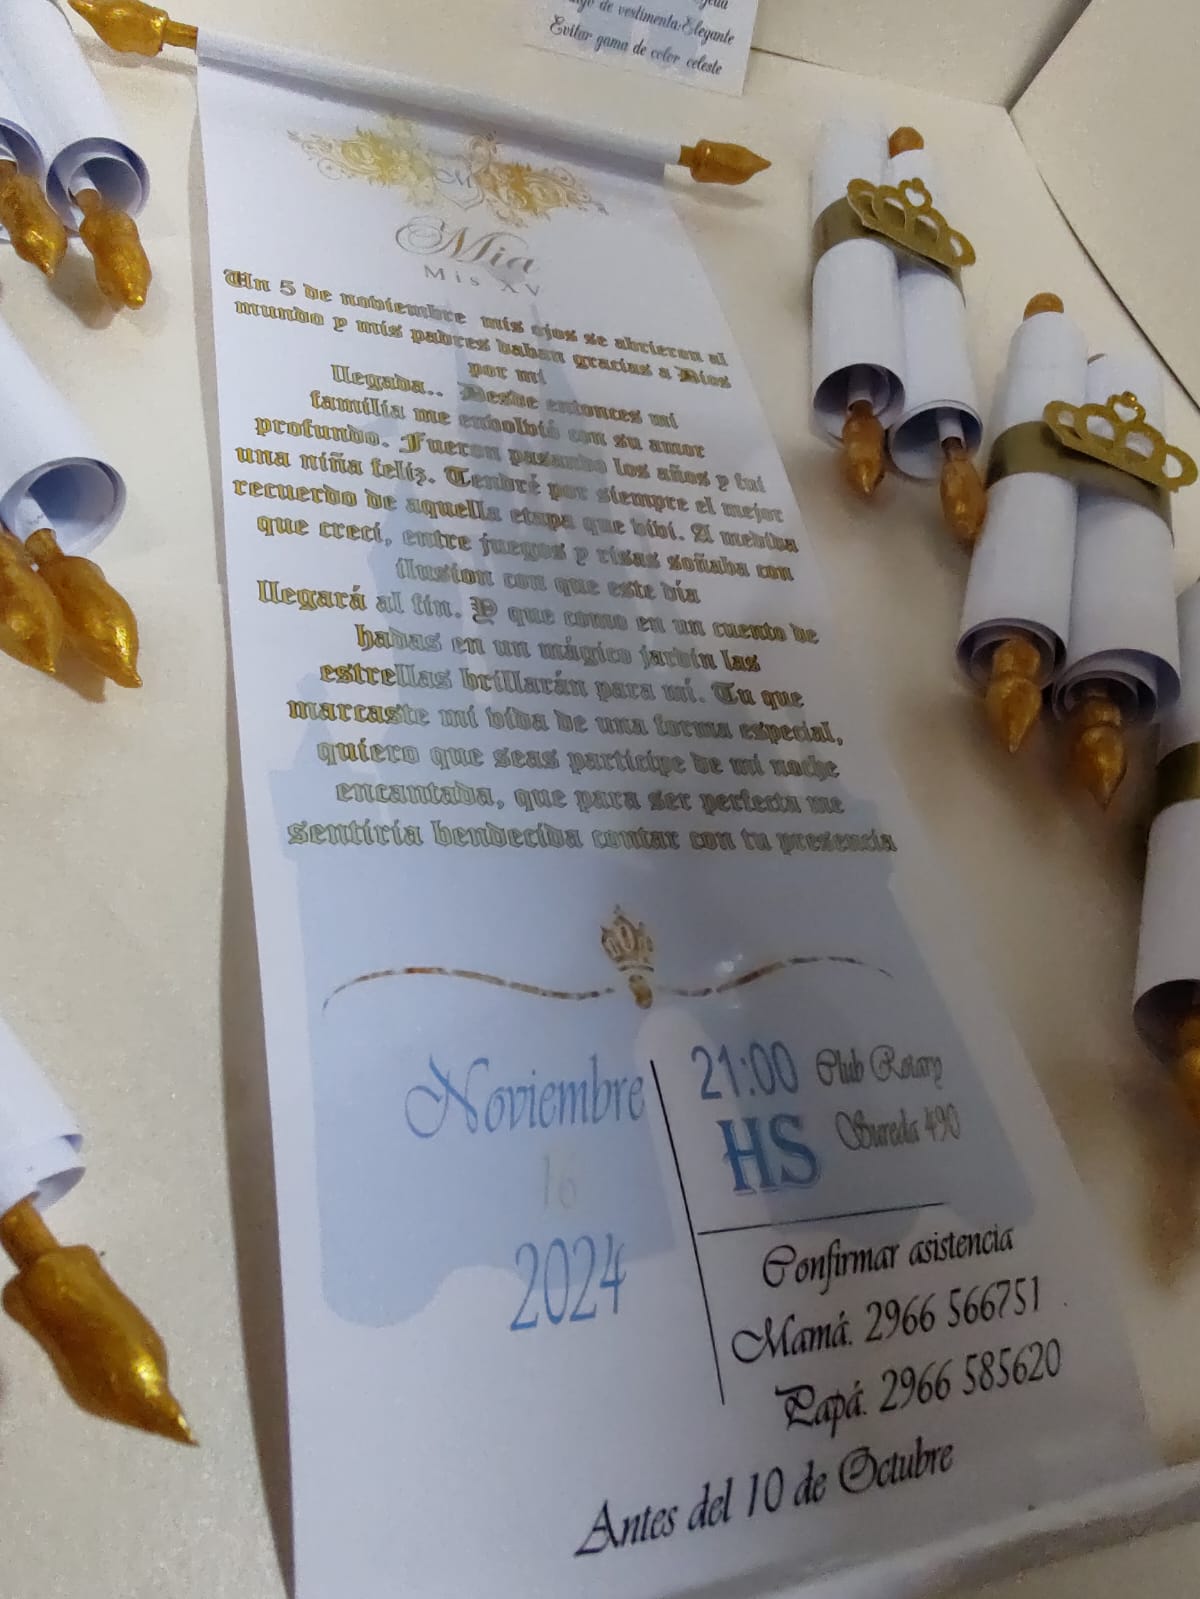 de vestimenta:Elegante
Evitar gama de color celeste
M
Mia
Mis XV
Un 5 de noviembre mis ojos se abrieron al
mundo y mis padres daban gracias a Dios
por mi
llegada.. Desde entonces mi
familia me envolvió con su amor
profundo. Fueron pasando los años y fui
una niña feliz. Tendré por siempre el mejor
recuerdo de aquella etapa que viví. A medida
que crecí, entre juegos y risas soñaba con
ilusion con que este día
llegará al fin. Y que como en un cuento de
hadas en un mágico jardín las
estrellas brillarán para mí. Tu que
marcaste mi vida de una forma especial,
quiero que seas participe de mi noche
encantada, que para ser perfecta me
sentiria bendecida contar con tu presencia
Noviembre
16
2024
21:00
HS
Club Rotary
Sureda 490
Confirmar asistencia
Mamá: 2966 566751
Papá: 2966 585620
Antes del 10 de Octubre